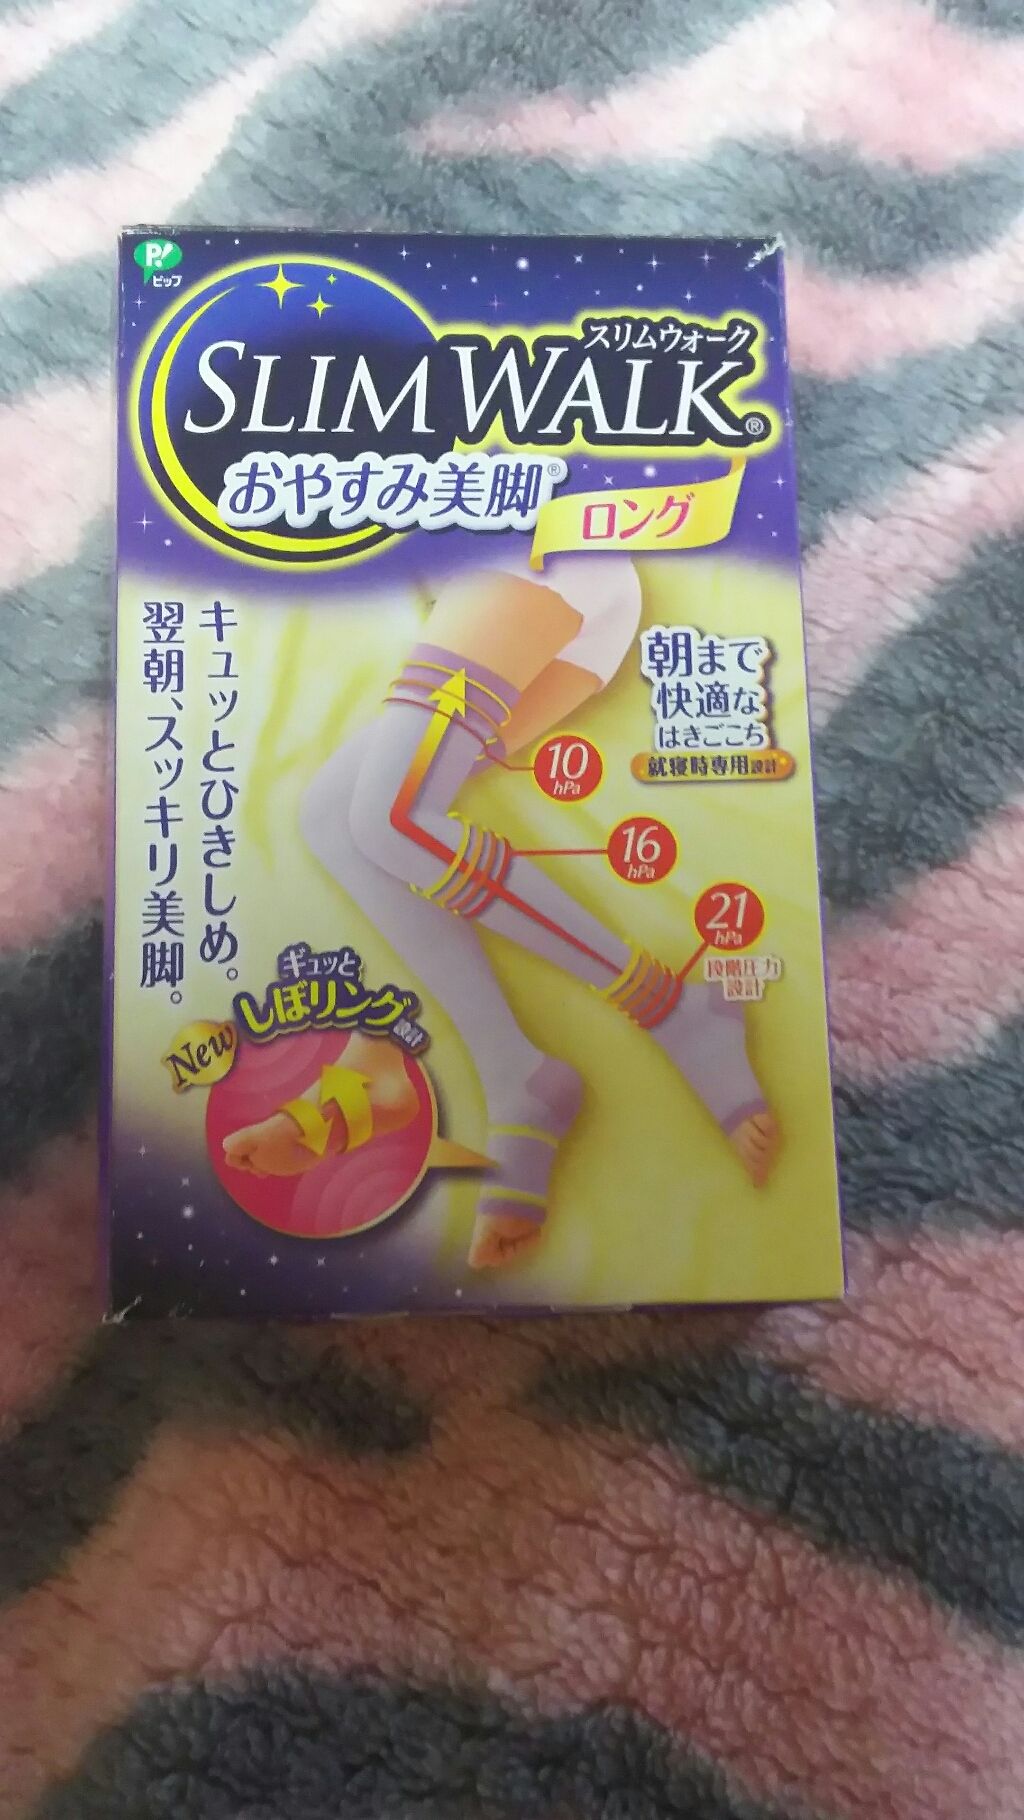 P!
ピップ
スリムウォーク
SLIM WALK®
おやすみ美脚®
ロング
キュッとひきしめ。
翌朝、スッキリ美脚。
朝まで
快適な
はきごこち
就寝時専用設計
10
hPa
16
hPa
21
hPa
段階圧力
設計
New
ギュッと
しぼリング設計